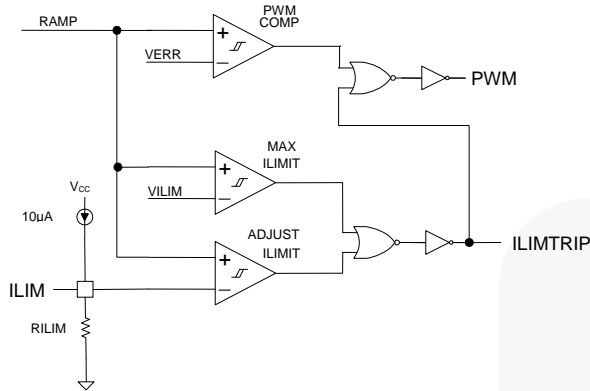 PWM
COMP
RAMP
+
VERR
−
PWM
MAX
ILIMIT
+
VILIM
−
VCC
10µA
ADJUST
ILIMIT
+
ILIMTRIP
ILIM
−
RILIM